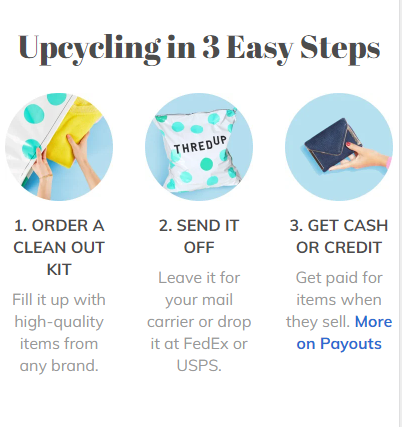 Upcycling in 3 Easy Steps
THREDUP
1. ORDER A
CLEAN OUT
KIT
Fill it up with
high-quality
items from
any brand.
2. SEND IT
OFF
Leave it for
your mail
carrier or drop
it at FedEx or
USPS.
3. GET CASH
OR CREDIT
Get paid for
items when
they sell. More
on Payouts